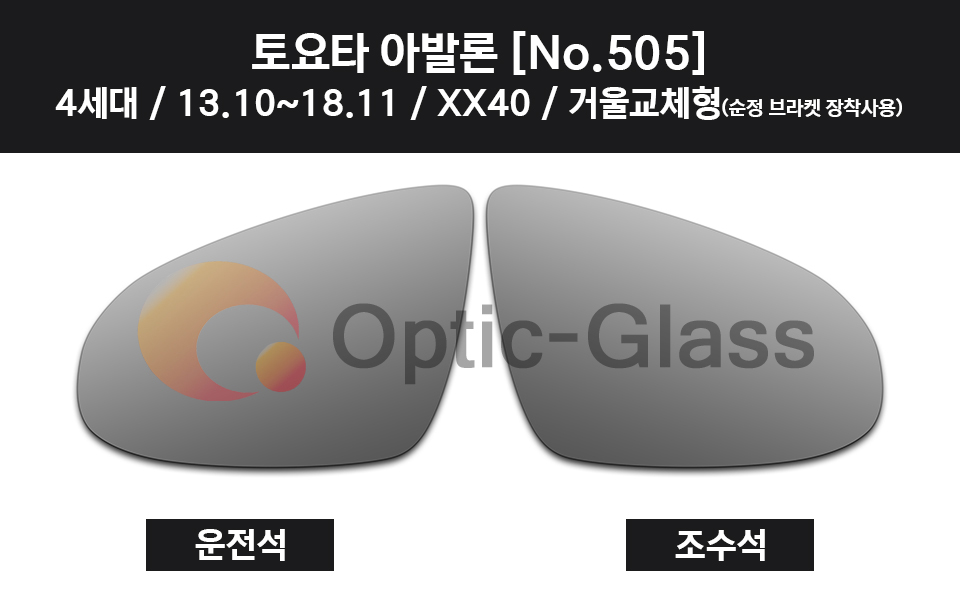 토요타 아발론 [No.505]
4세대 / 13.10~18.11 / XX40 / 거울교체형(순정 브라켓 장착사용)
Optic-Glass
운전석
조수석